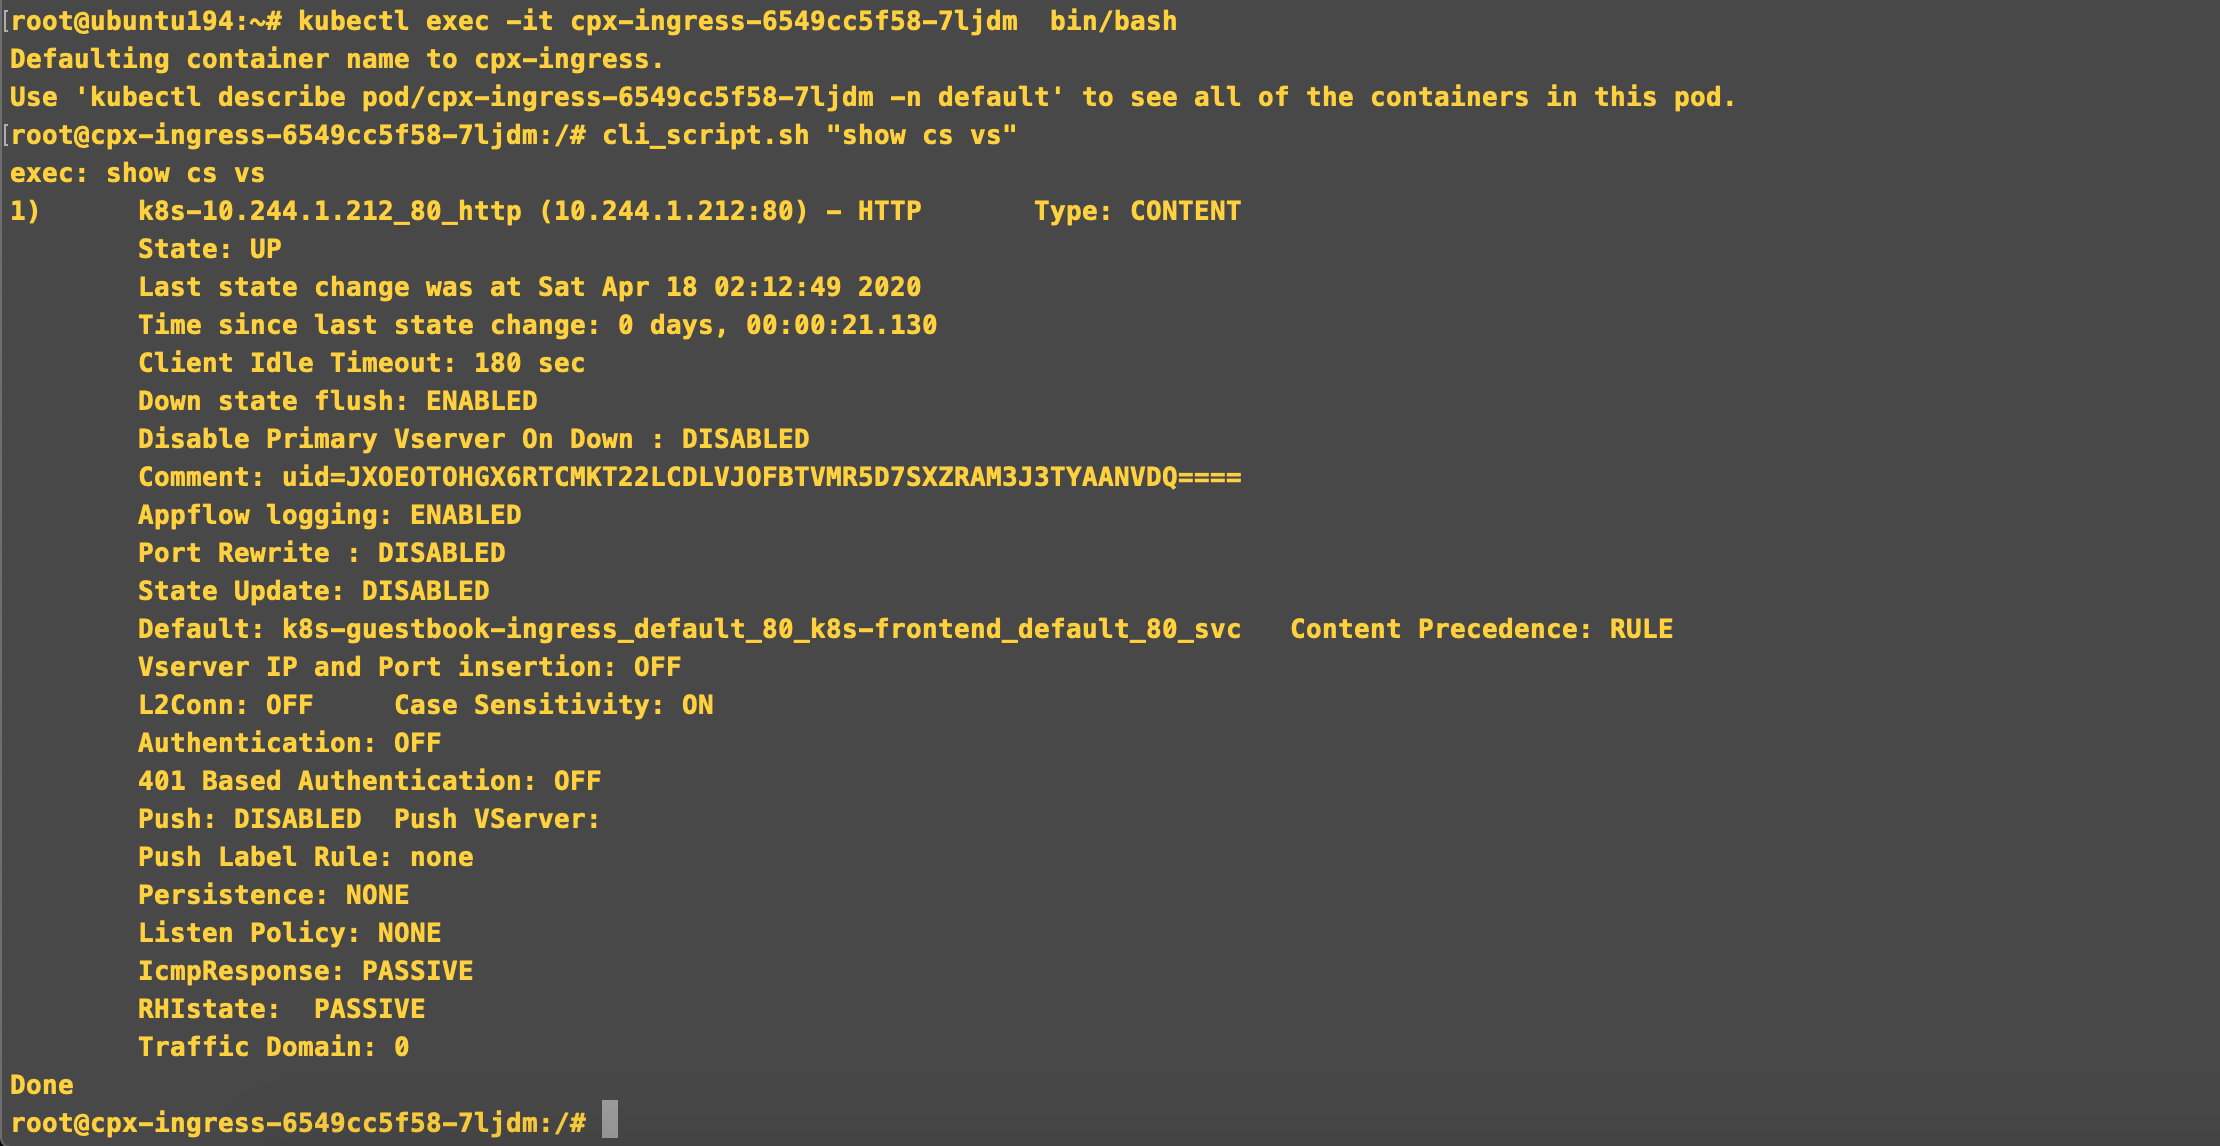 [root@ubuntu194:~# kubectl exec -it cpx-ingress-6549cc5f58-7ljdm  bin/bash
Defaulting container name to cpx-ingress.
Use 'kubectl describe pod/cpx-ingress-6549cc5f58-7ljdm -n default' to see all of the containers in this pod.
[root@cpx-ingress-6549cc5f58-7ljdm:/# cli_script.sh "show cs vs"
exec: show cs vs
1)      k8s-10.244.1.212_80_http (10.244.1.212:80) - HTTP       Type: CONTENT
        State: UP
        Last state change was at Sat Apr 18 02:12:49 2020
        Time since last state change: 0 days, 00:00:21.130
        Client Idle Timeout: 180 sec
        Down state flush: ENABLED
        Disable Primary Vserver On Down : DISABLED
        Comment: uid=JXOEOTOHGX6RTCMKT22LCDLVJOFBTVMR5D7SXZRAM3J3TYAANVDQ====
        Appflow logging: ENABLED
        Port Rewrite : DISABLED
        State Update: DISABLED
        Default: k8s-guestbook-ingress_default_80_k8s-frontend_default_80_svc   Content Precedence: RULE
        Vserver IP and Port insertion: OFF
        L2Conn: OFF     Case Sensitivity: ON
        Authentication: OFF
        401 Based Authentication: OFF
        Push: DISABLED  Push VServer:
        Push Label Rule: none
        Persistence: NONE
        Listen Policy: NONE
        IcmpResponse: PASSIVE
        RHIstate:  PASSIVE
        Traffic Domain: 0
Done
root@cpx-ingress-6549cc5f58-7ljdm:/#